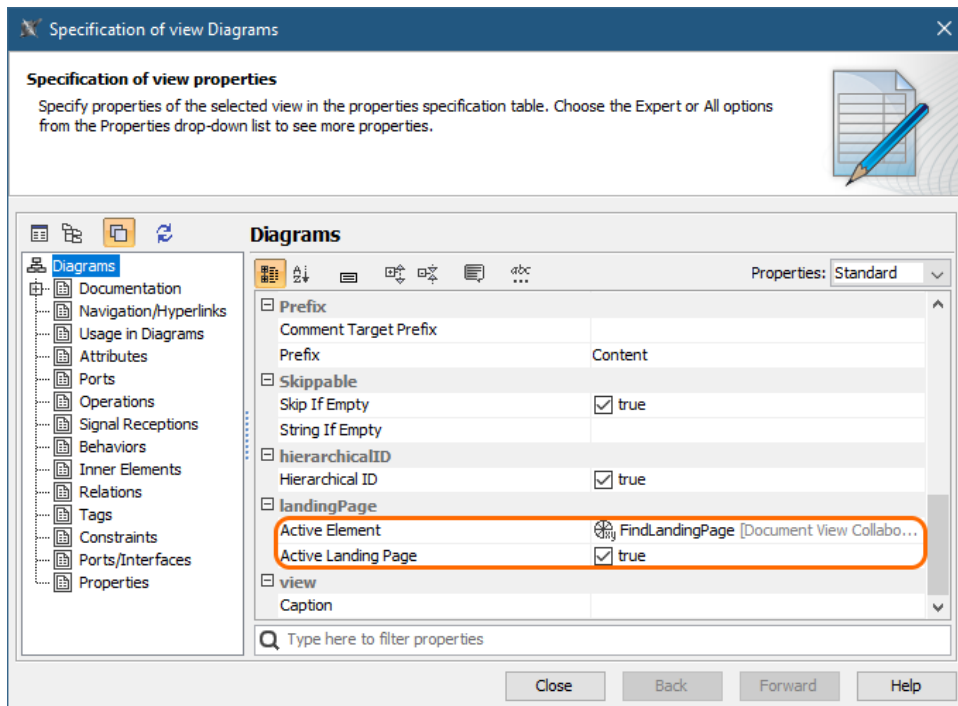 Specification of view Diagrams
Specification of view properties
Specify properties of the selected view in the properties specification table. Choose the Expert or All options
from the Properties drop-down list to see more properties.
Diagrams
Properties: Standard
Diagrams
Documentation
Navigation/Hyperlinks
Usage in Diagrams
Attributes
Ports
Operations
Signal Receptions
Behaviors
Inner Elements
Relations
Tags
Constraints
Ports/Interfaces
Properties
Prefix
Comment Target Prefix
Prefix Content
Skippable
Skip If Empty true
String If Empty
hierarchicalID
Hierarchical ID true
landingPage
Active Element FindLandingPage [Document View Collabo...
Active Landing Page true
view
Caption
Type here to filter properties
Close Back Forward Help